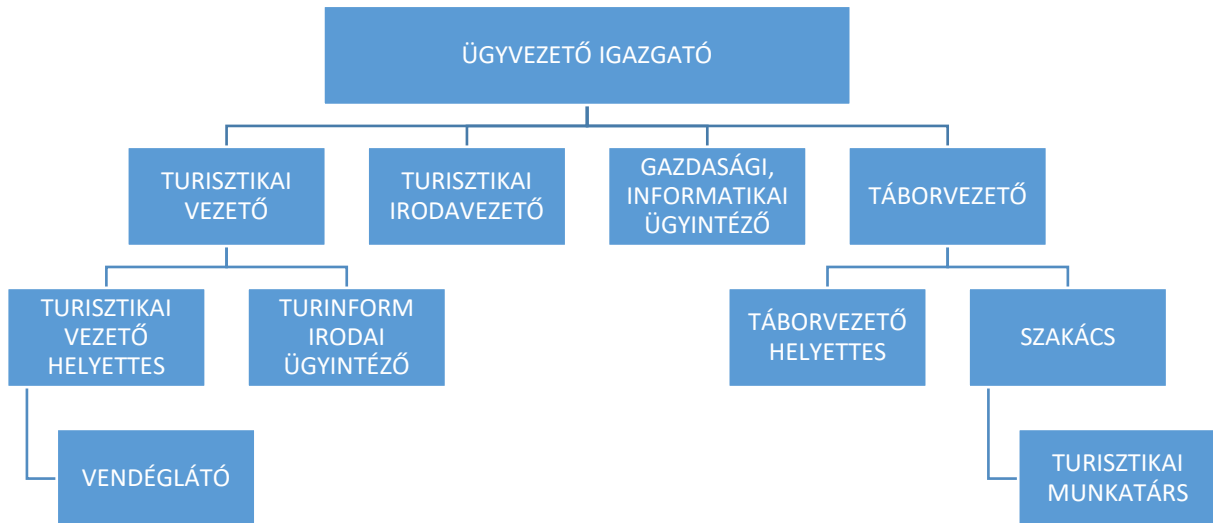 ÜGYVEZETŐ IGAZGATÓ
TURISZTIKAI
VEZETŐ
TURISZTIKAI
IRODAVEZETŐ
GAZDASÁGI,
INFORMATIKAI
ÜGYINTÉZŐ
TÁBORVEZETŐ
TURISZTIKAI
VEZETŐ
HELYETTES
TURINFORM
IRODAI
ÜGYINTÉZŐ
TÁBORVEZETŐ
HELYETTES
SZAKÁCS
VENDÉGLÁTÓ
TURISZTIKAI
MUNKATÁRS